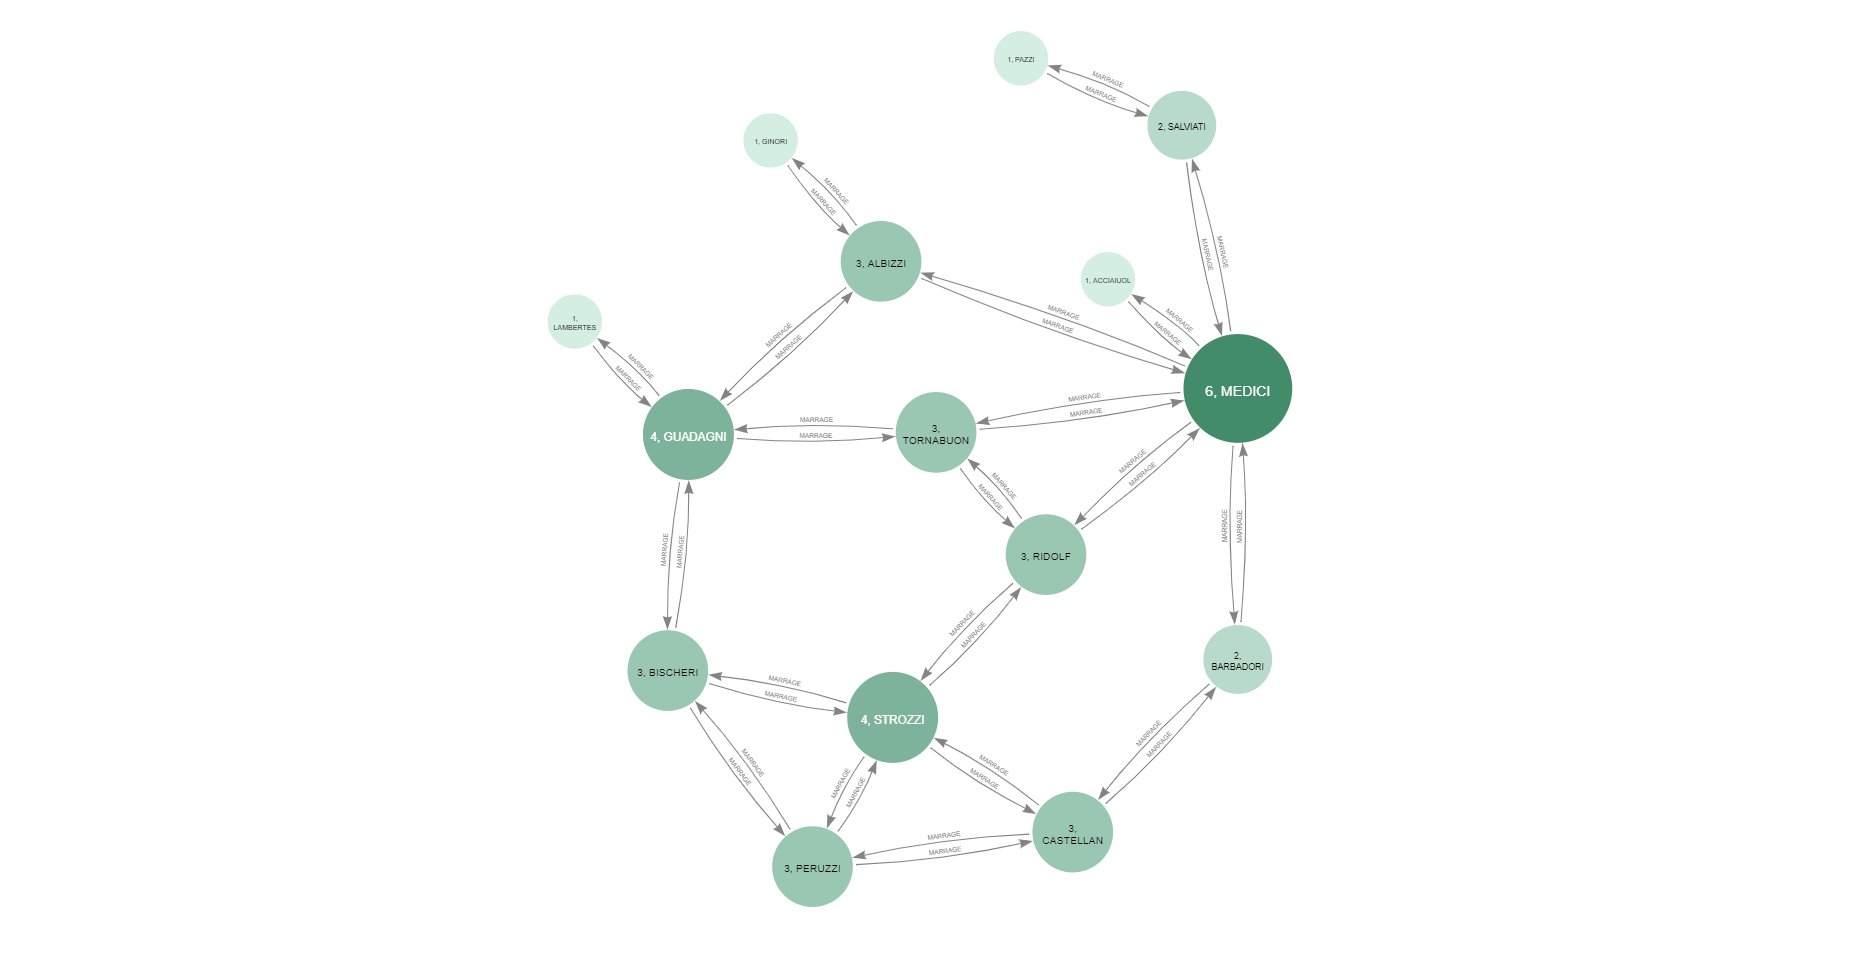 1, PAZZI
MARRAGE
MARRAGE
2, SALVIATI
1, GINORI
MARRAGE
MARRAGE
MARRAGE
MARRAGE
3, ALBIZZI
1, ACCIAIUOL
MARRAGE
MARRAGE
MARRAGE
MARRAGE
1,
LAMBERTES
MARRAGE
MARRAGE
MARRAGE
MARRAGE
6, MEDICI
MARRAGE
MARRAGE
4, GUADAGNI
MARRAGE
MARRAGE
3,
TORNABUON
MARRAGE
MARRAGE
MARRAGE
MARRAGE
MARRAGE
MARRAGE
MARRAGE
MARRAGE
3, RIDOLF
MARRAGE
MARRAGE
MARRAGE
MARRAGE
2,
BARBADORI
3, BISCHERI
MARRAGE
MARRAGE
4, STROZZI
MARRAGE
MARRAGE
MARRAGE
MARRAGE
MARRAGE
MARRAGE
MARRAGE
MARRAGE
3,
CASTELLAN
MARRAGE
MARRAGE
3, PERUZZI